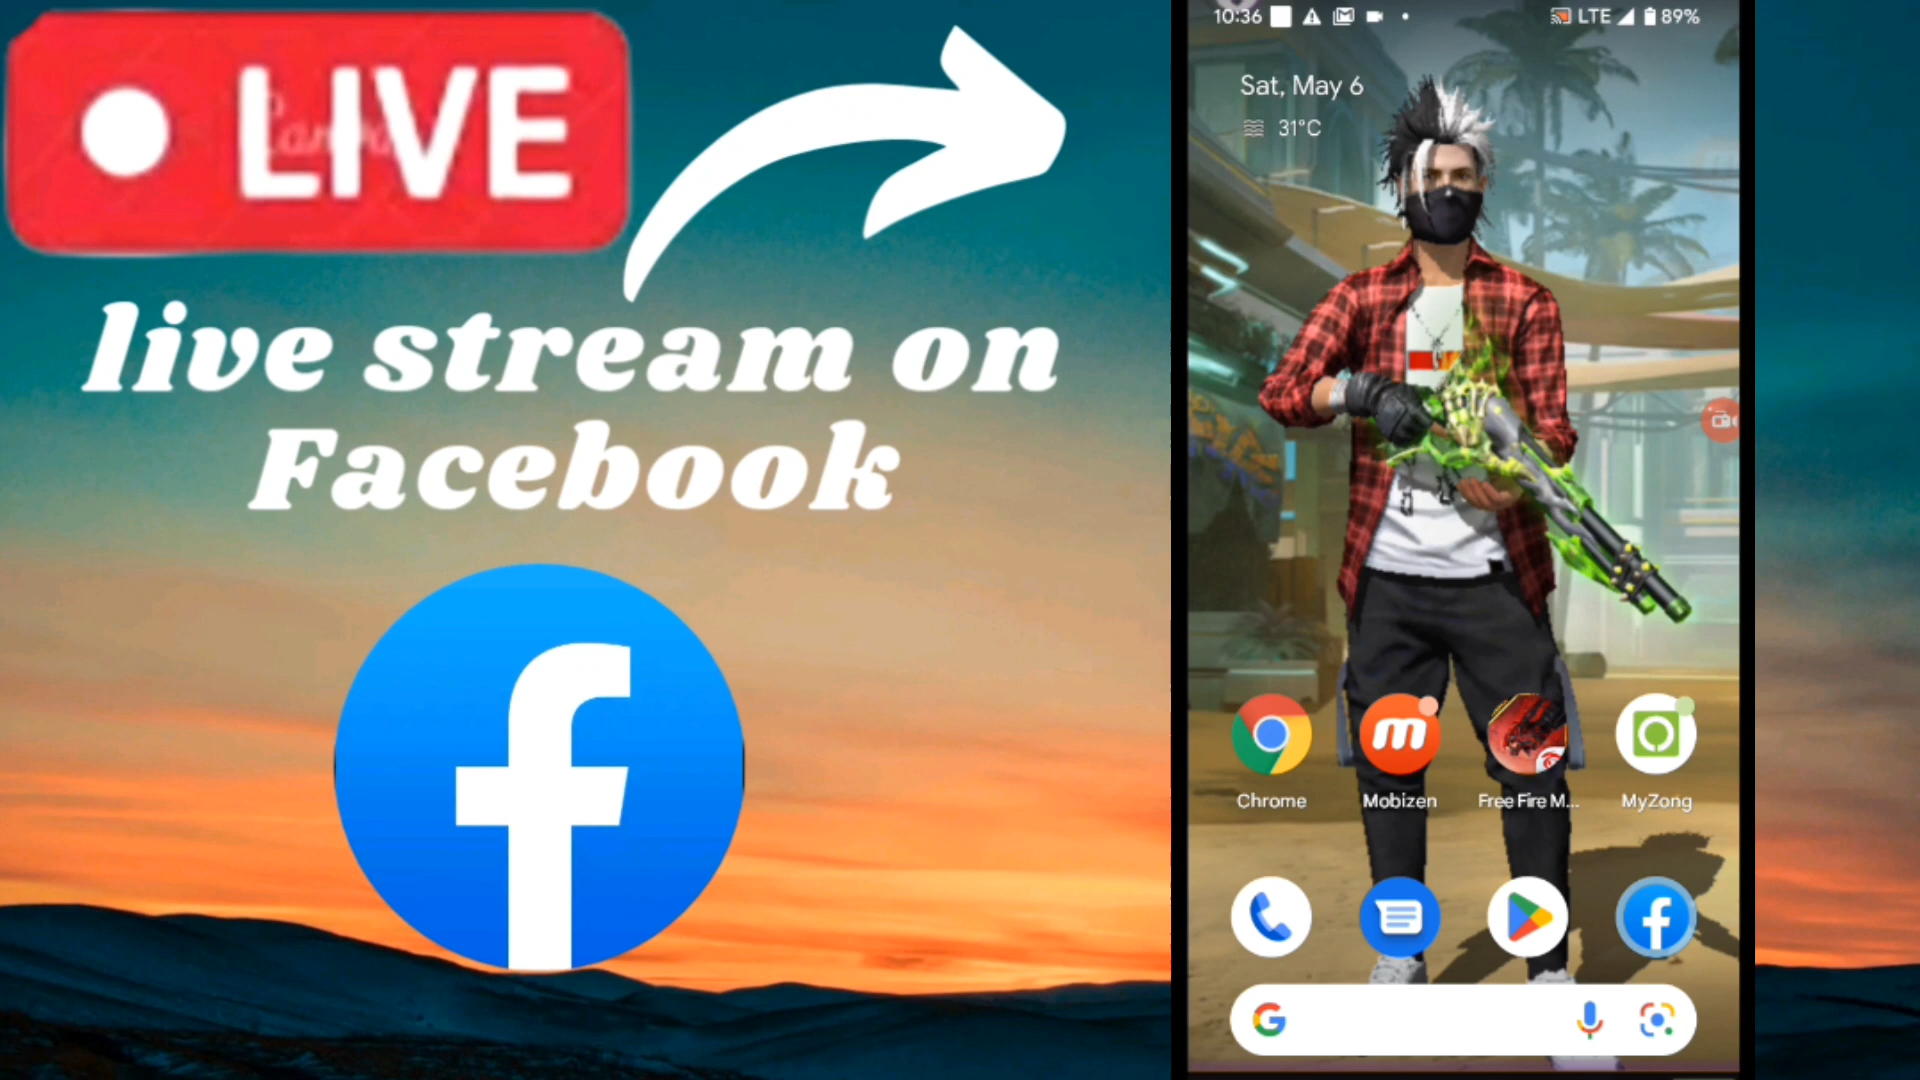 LIVE
live stream on
Facebook
10:36
LTE 89%
Sat, May 6
31°C
Chrome
Mobizen
Free Fire M...
MyZong